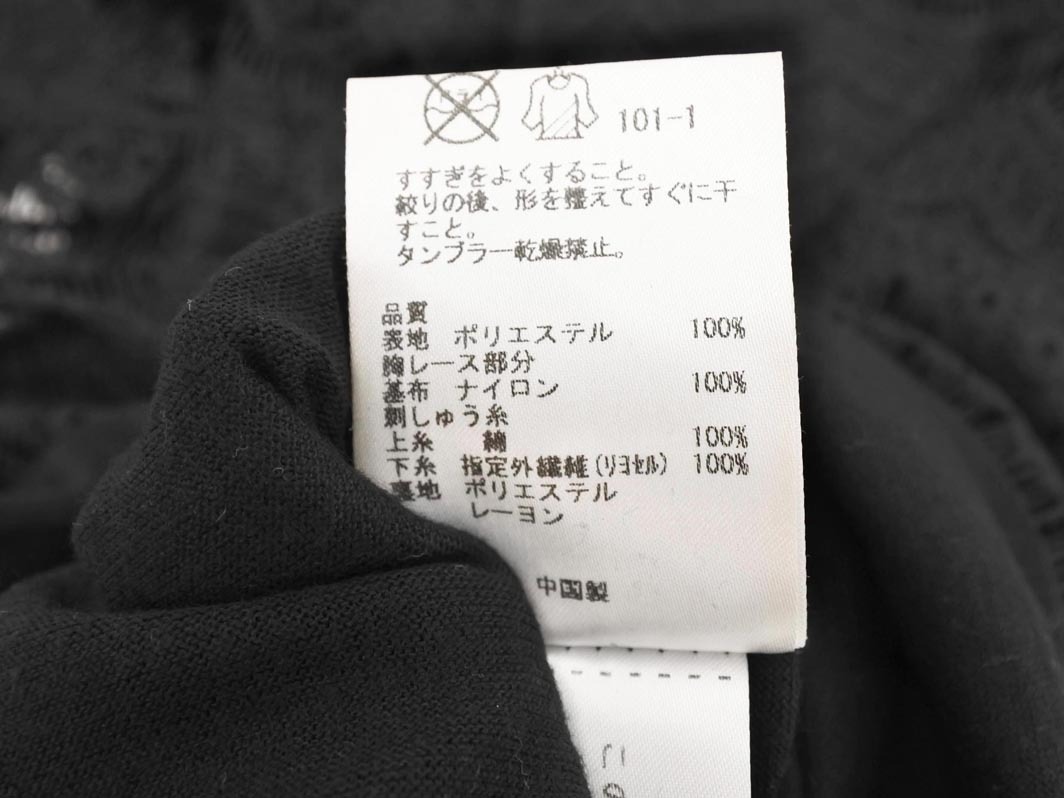 ドライ
101-1
すすぎをよくすること。
絞りの後、形を整えてすぐに干
すこと。
タンブラー乾燥禁止。
品質
表地 ポリエステル 100%
胸レース部分
基布 ナイロン 100%
刺しゅう糸
上糸 綿 100%
下糸 指定外繊維(リヨセル) 100%
裏地 ポリエステル
レーヨン
中国製